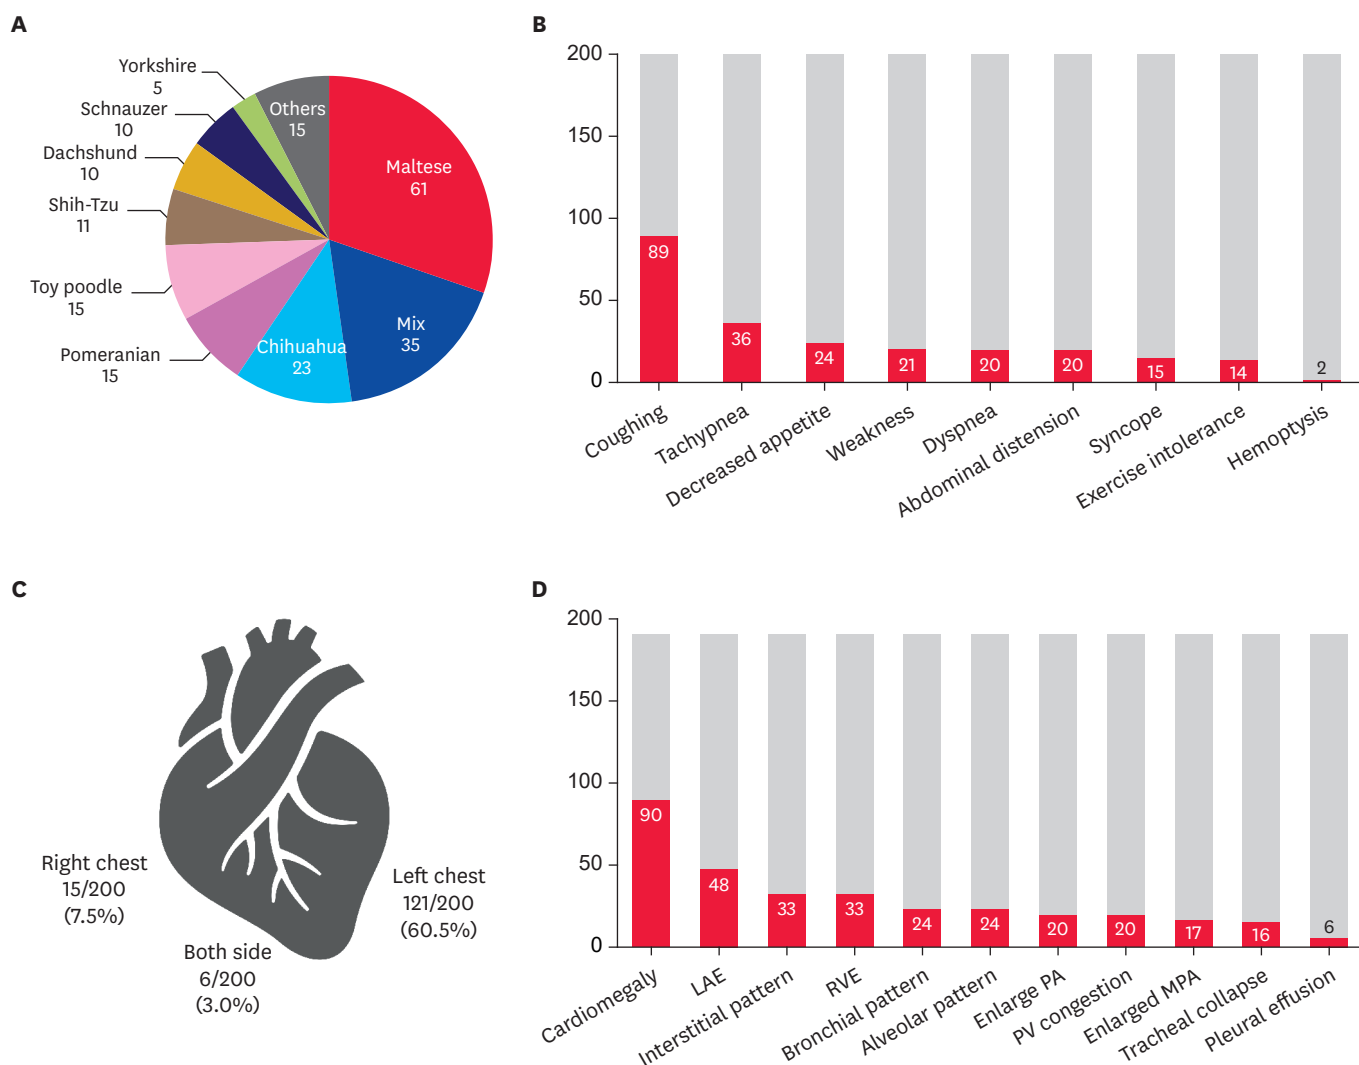 A
Yorkshire
5
Schnauzer
10
Dachshund
10
Shih-Tzu
11
Toy poodle
15
Pomeranian
15
Others
15
Maltese
61
Mix
35
Chihuahua
23
B
200
150
100
50
0
89
36
24
21
20
20
15
14
2
Coughing
Tachypnea
Decreased appetite
Weakness
Dyspnea
Abdominal distension
Syncope
Exercise intolerance
Hemoptysis
C
Right chest
15/200
(7.5%)
Both side
6/200
(3.0%)
Left chest
121/200
(60.5%)
D
200
150
100
50
0
90
48
33
33
24
24
20
20
17
16
6
Cardiomegaly
LAE
Interstitial pattern
RVE
Bronchial pattern
Alveolar pattern
Enlarge PA
PV congestion
Enlarged MPA
Tracheal collapse
Pleural effusion